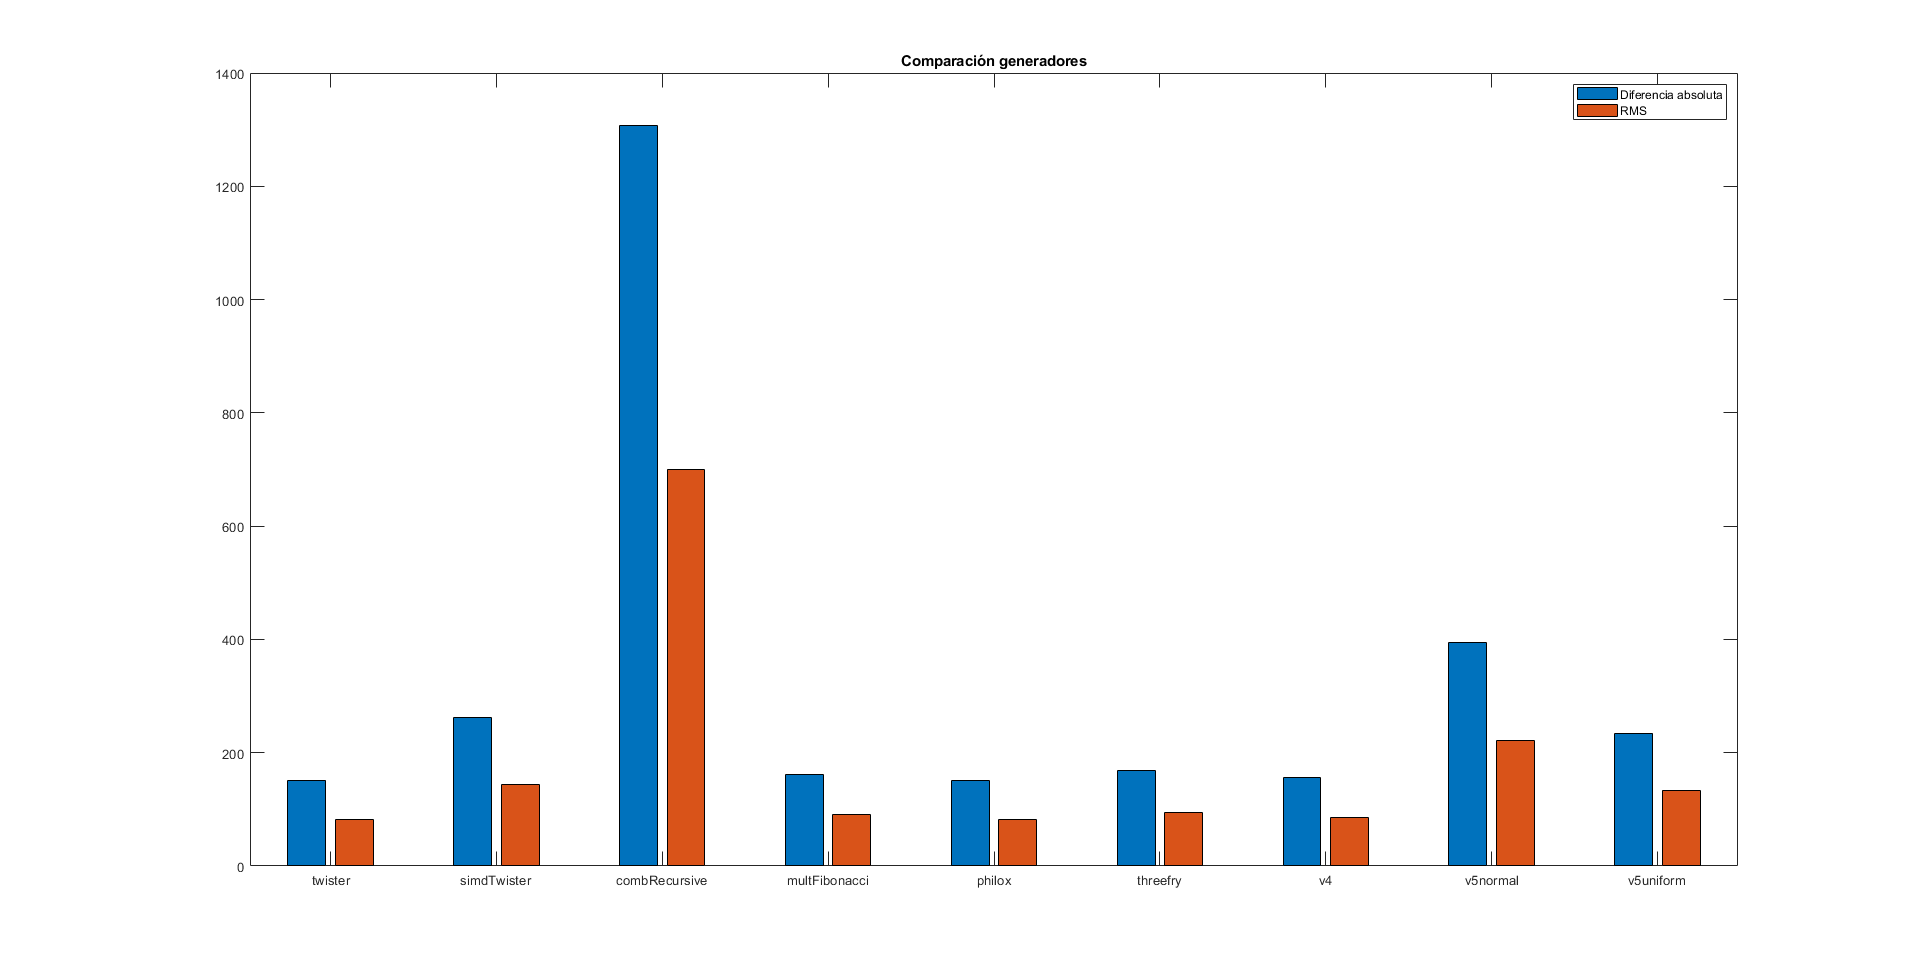 Comparación generadores
1400
1200
1000
800
600
400
200
0
Diferencia absoluta
RMS
twister simdTwister combRecursive multFibonacci philox threefry v4 v5normal v5uniform